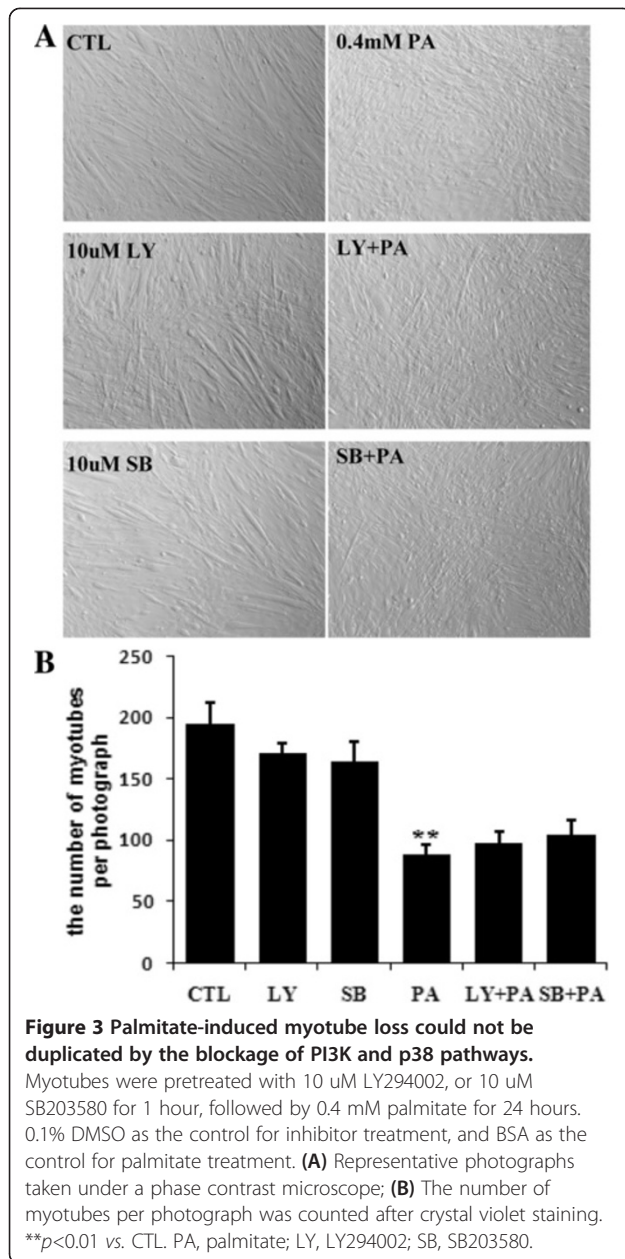 A
CTL
0.4mM PA
10uM LY
LY+PA
10uM SB
SB+PA
B
the number of myotubes
per photograph
250
200
150
100
50
0
**
CTL LY SB PA LY+PA SB+PA
Figure 3 Palmitate-induced myotube loss could not be
duplicated by the blockage of PI3K and p38 pathways.
Myotubes were pretreated with 10 uM LY294002, or 10 uM
SB203580 for 1 hour, followed by 0.4 mM palmitate for 24 hours.
0.1% DMSO as the control for inhibitor treatment, and BSA as the
control for palmitate treatment. (A) Representative photographs
taken under a phase contrast microscope; (B) The number of
myotubes per photograph was counted after crystal violet staining.
**p<0.01 vs. CTL. PA, palmitate; LY, LY294002; SB, SB203580.